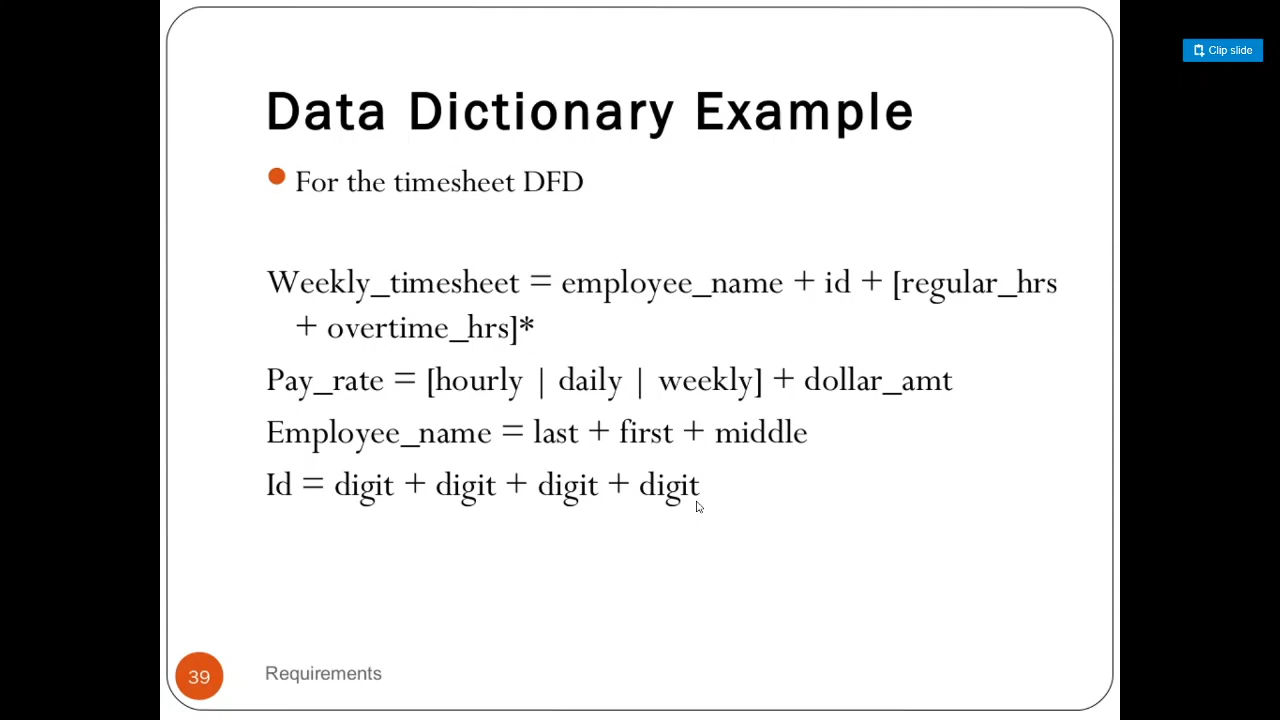 Clip slide
Data Dictionary Example
For the timesheet DFD
Weekly_timesheet = employee_name + id + [regular_hrs
+ overtime_hrs]*
Pay_rate = [hourly | daily | weekly] + dollar_amt
Employee_name = last + first + middle
Id = digit + digit + digit + digit
39
Requirements